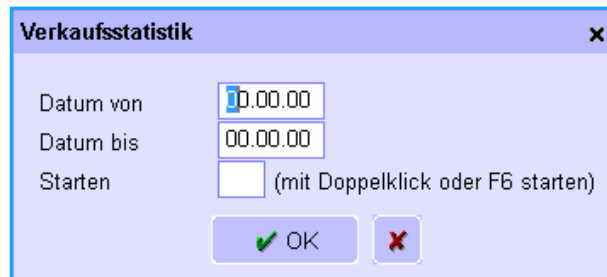 Verkaufsstatistik
Datum von 00.00.00
Datum bis 00.00.00
Starten (mit Doppelklick oder F6 starten)
OK